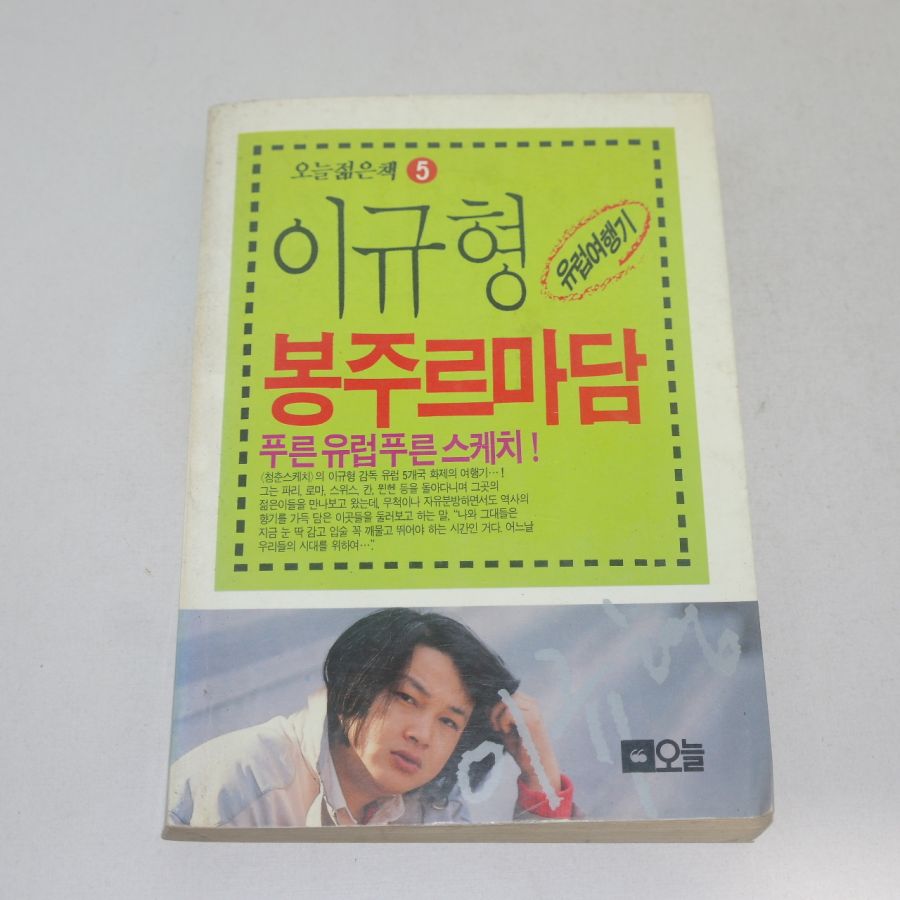 오늘젊은책 5
이규형
유럽여행기
봉주르마담
푸른 유럽 푸른 스케치!
〈청춘스케치〉의 이규형 감독 유럽 5개국 화제의 여행기…!
그는 파리, 로마, 스위스, 칸, 뮌헨 등을 돌아다니며 그곳의
젊은이들을 만나보고 왔는데, 무척이나 자유분방하면서도 역사의
향기를 가득 담은 이곳들을 둘러보고 하는 말, “나와 그대들은
지금 눈 딱 감고 입술 꼭 깨물고 뛰어야 하는 시간인 거다. 어느날
우리들의 시대를 위하여…”
이규형
오늘